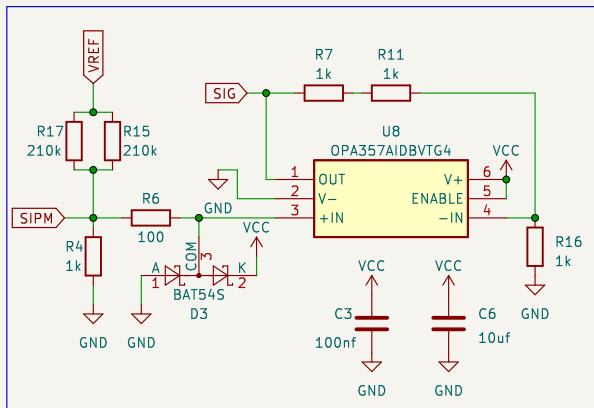 VREF
R17
210k
R15
210k
SIPM
R4
1k
GND
R6
100
SIG
R7
1k
R11
1k
U8
OPA357AIDBVTG4
1
OUT
2
V-
3
+IN
V+
6
ENABLE
5
-IN
4
VCC
GND
VCC
COM
3
A
1
K
2
BAT54S
D3
GND
R16
1k
GND
VCC
C3
100nf
GND
VCC
C6
10uf
GND